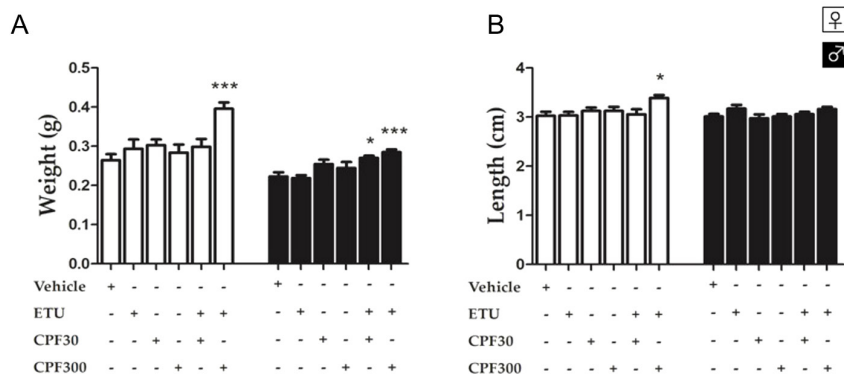 A
B
♀
♂
Weight (g)
0.5
0.4
0.3
0.2
0.1
0.0
***
*
***
Length (cm)
4
3
2
1
0
*
Vehicle + - - - - - + - - - - -
ETU - + - - + + - + - - + +
CPF30 - - + - + - - - + - + -
CPF300 - - - + - + - - - + - +
Vehicle + - - - - - + - - - - -
ETU - + - - + + - + - - + +
CPF30 - - + - + - - - + - + -
CPF300 - - - + - + - - - + - +